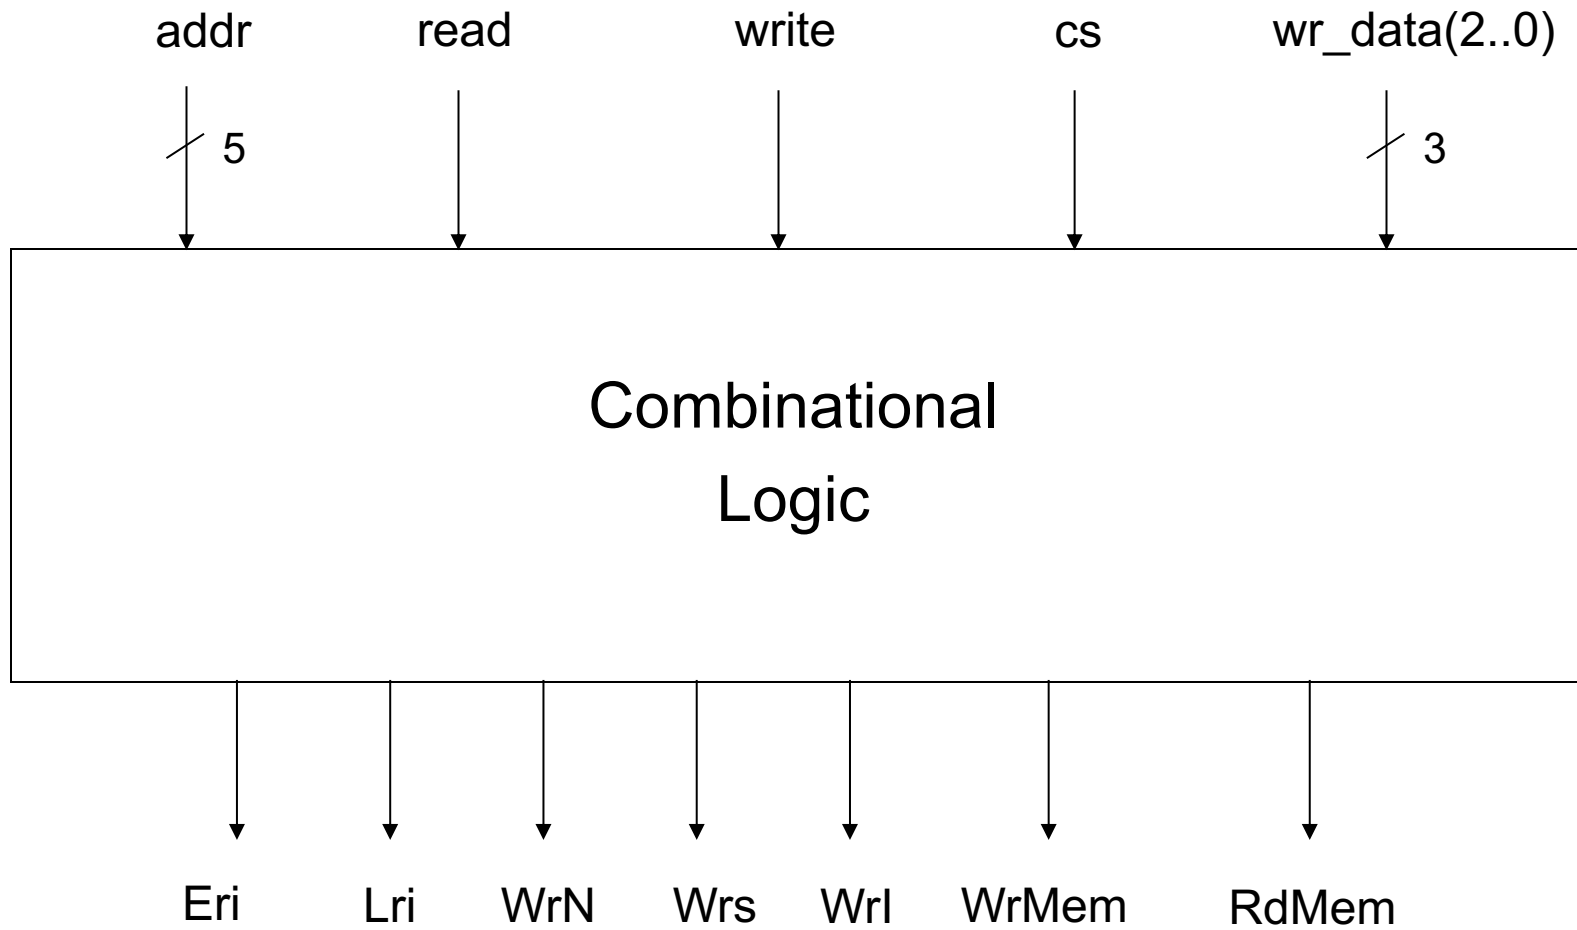 addr read write cs wr_data(2..0)
5 3
Combinational
Logic
Eri Lri WrN Wrs WrI WrMem RdMem